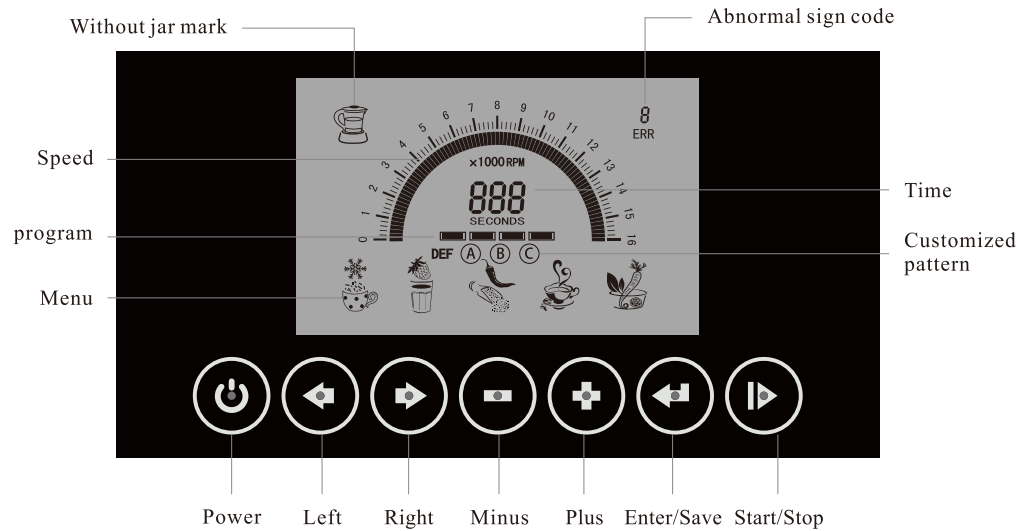 Without jar mark
Abnormal sign code
8
ERR
0 1 2 3 4 5 6 7 8 9 10 11 12 13 14 15 16
Speed
×1000 RPM
888
SECONDS
Time
program
DEF A B C
Customized
pattern
Menu
Power Left Right Minus Plus Enter/Save Start/Stop